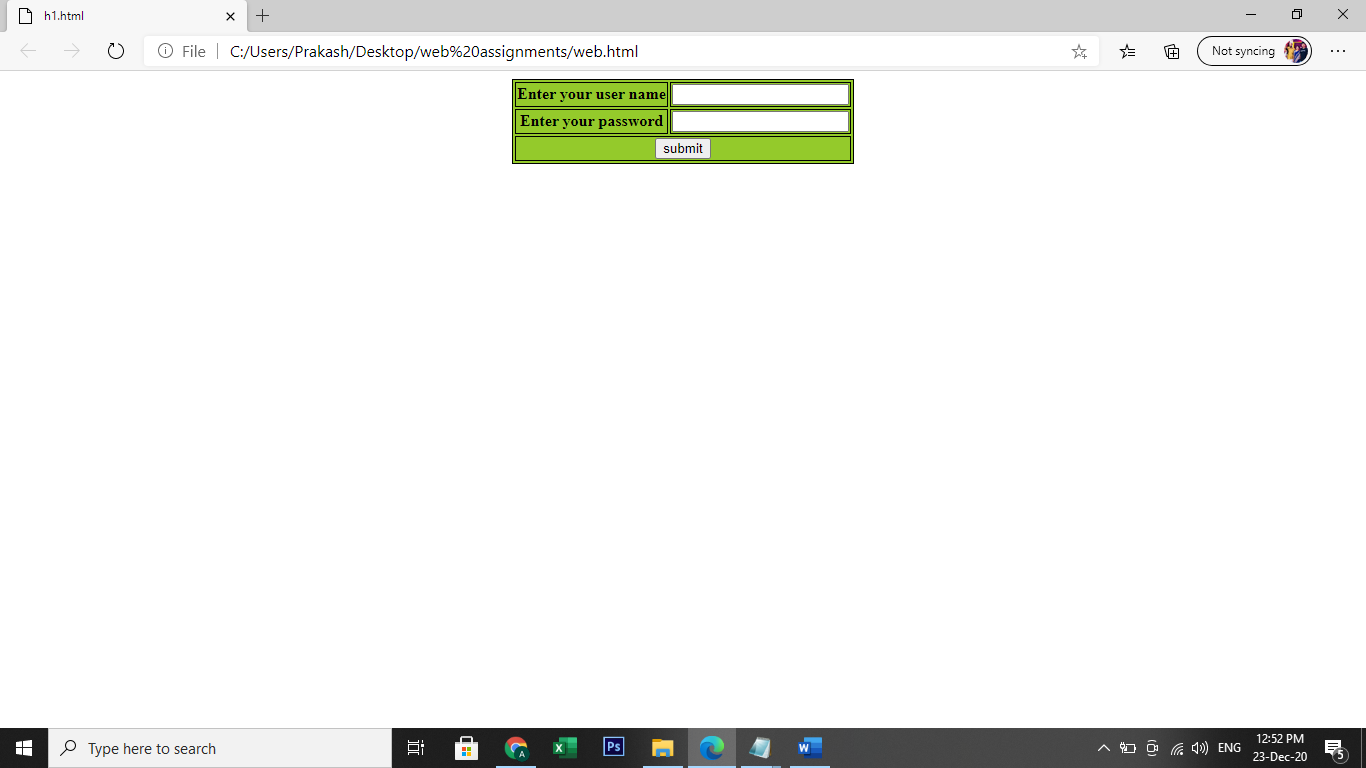 h1.html
File
C:/Users/Prakash/Desktop/web%20assignments/web.html
Not syncing
Enter your user name
Enter your password
submit
Type here to search
A
Ps
ENG
12:52 PM
23-Dec-20
5